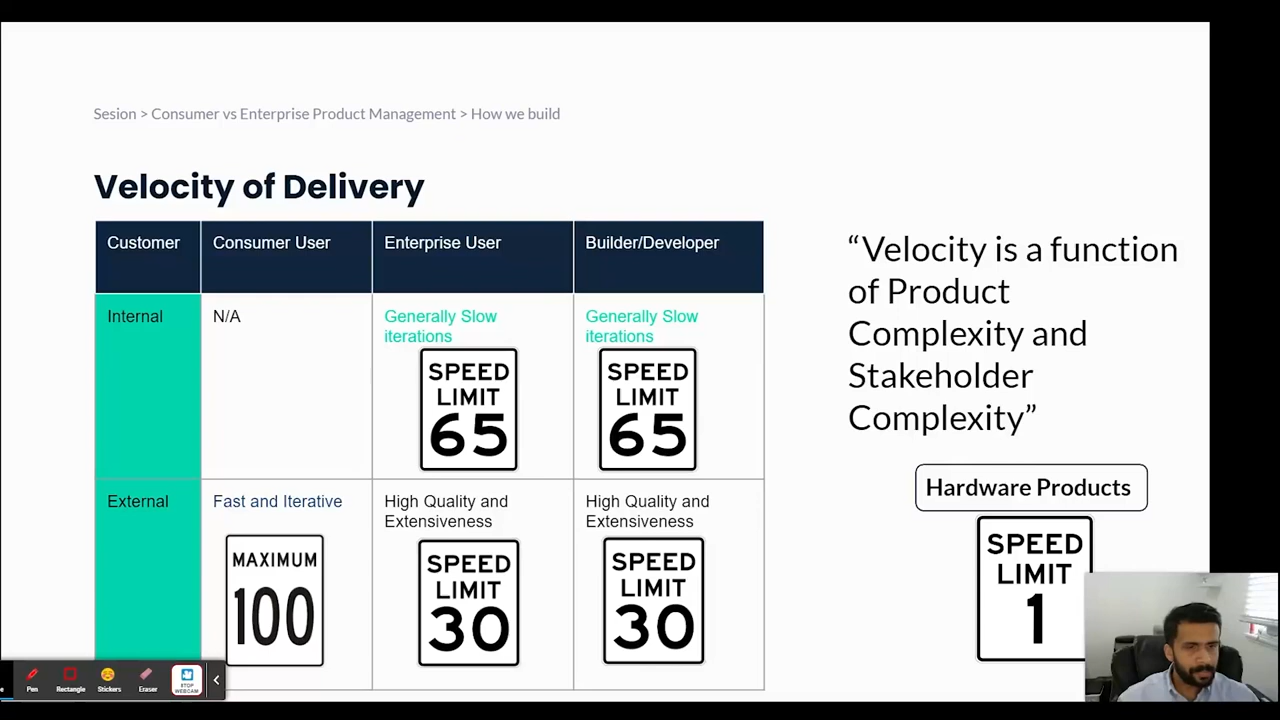 Sesion > Consumer vs Enterprise Product Management > How we build
Velocity of Delivery
Customer
Consumer User
Enterprise User
Builder/Developer
Internal
N/A
Generally Slow
iterations
SPEED
LIMIT
65
Generally Slow
iterations
SPEED
LIMIT
65
External
Fast and Iterative
MAXIMUM
100
High Quality and
Extensiveness
SPEED
LIMIT
30
High Quality and
Extensiveness
SPEED
LIMIT
30
“Velocity is a function
of Product
Complexity and
Stakeholder
Complexity”
Hardware Products
SPEED
LIMIT
1
Pen
Rectangle
Stickers
Eraser
STOP
WEBCAM